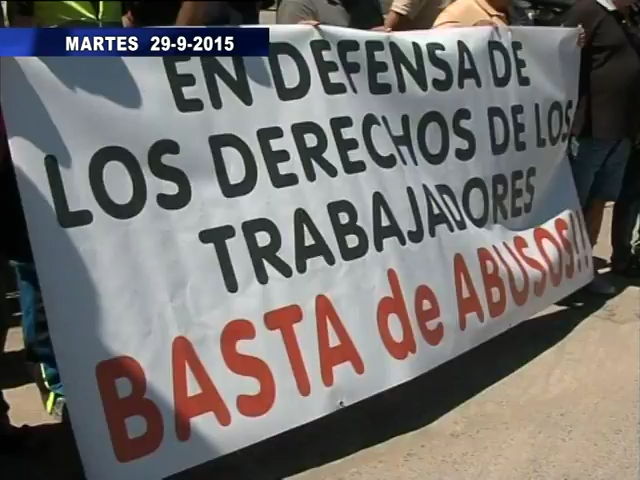 MARTES 29-9-2015
EN DEFENSA DE
LOS DERECHOS DE LOS
TRABAJADORES
BASTA de ABUSOS!!